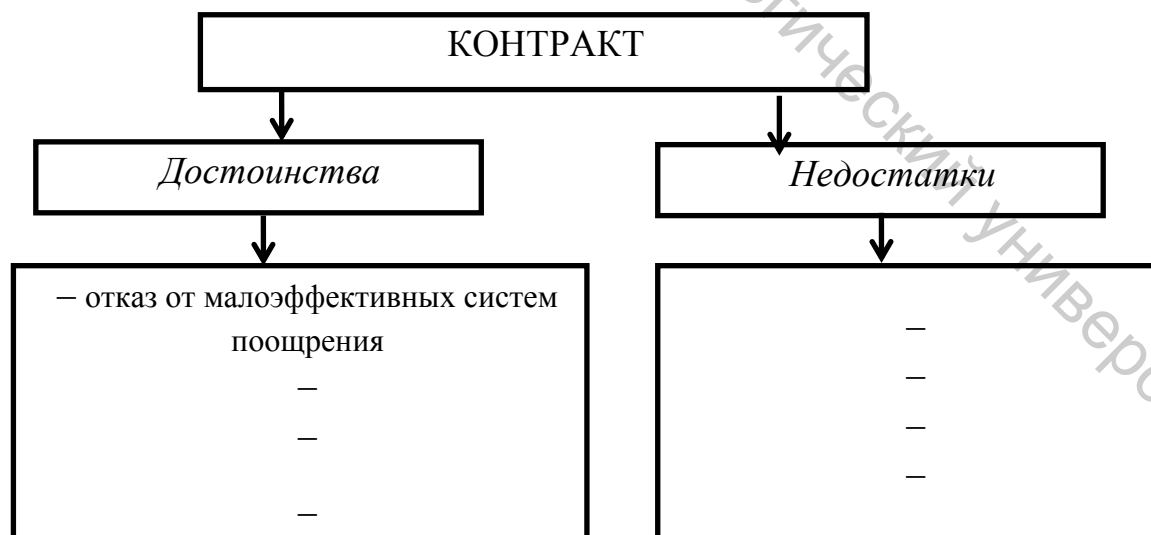 КОНТРАКТ
Достоинства
Недостатки
– отказ от малоэффективных систем
поощрения
–
–
–
–
–
–
–